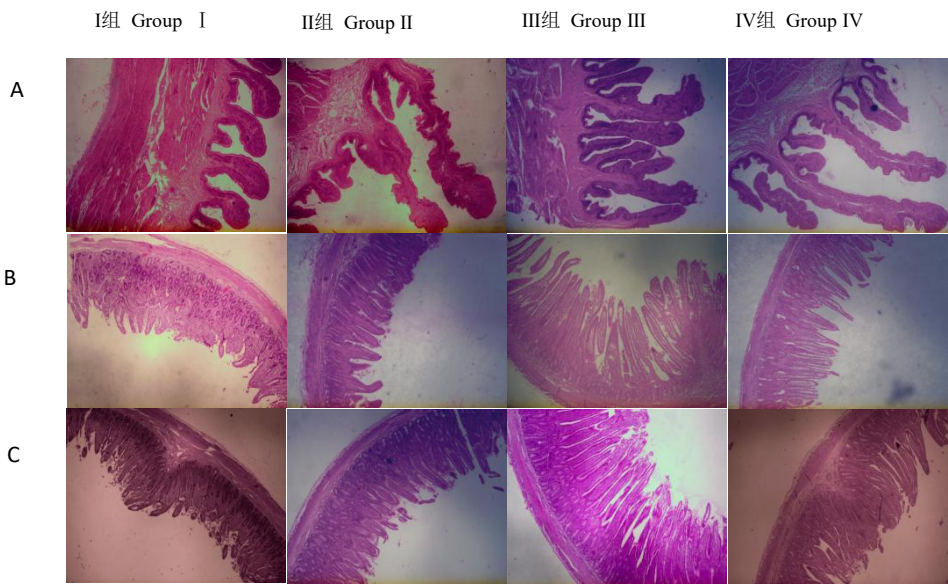 I组 Group I
II组 Group II
III组 Group III
IV组 Group IV
A
B
C